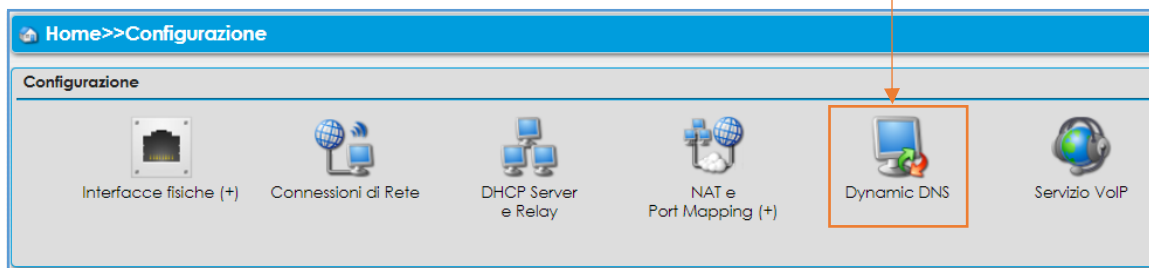 Home>>Configurazione
Configurazione
Interfacce fisiche (+)
Connessioni di Rete
DHCP Server
e Relay
NAT e
Port Mapping (+)
Dynamic DNS
Servizio VoIP